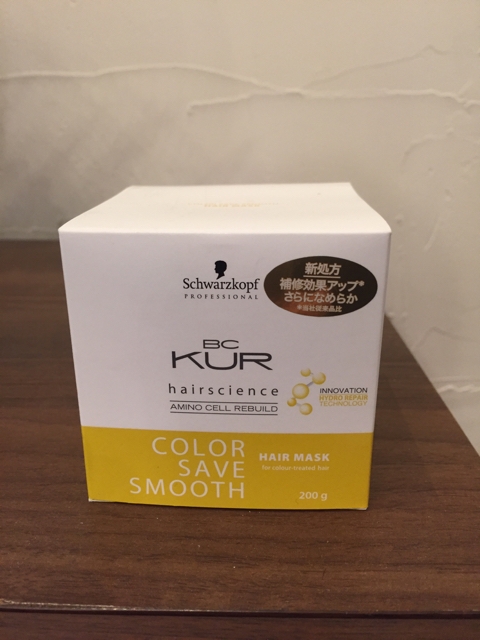 HAIR MASK
Schwarzkopf
PROFESSIONAL
新処方
補修効果アップ*
さらになめらか
*当社従来品比
BC
KUR
hairscience
AMINO CELL REBUILD
INNOVATION
HYDRO REPAIR
TECHNOLOGY
COLOR
SAVE
SMOOTH
HAIR MASK
for colour-treated hair
200 g